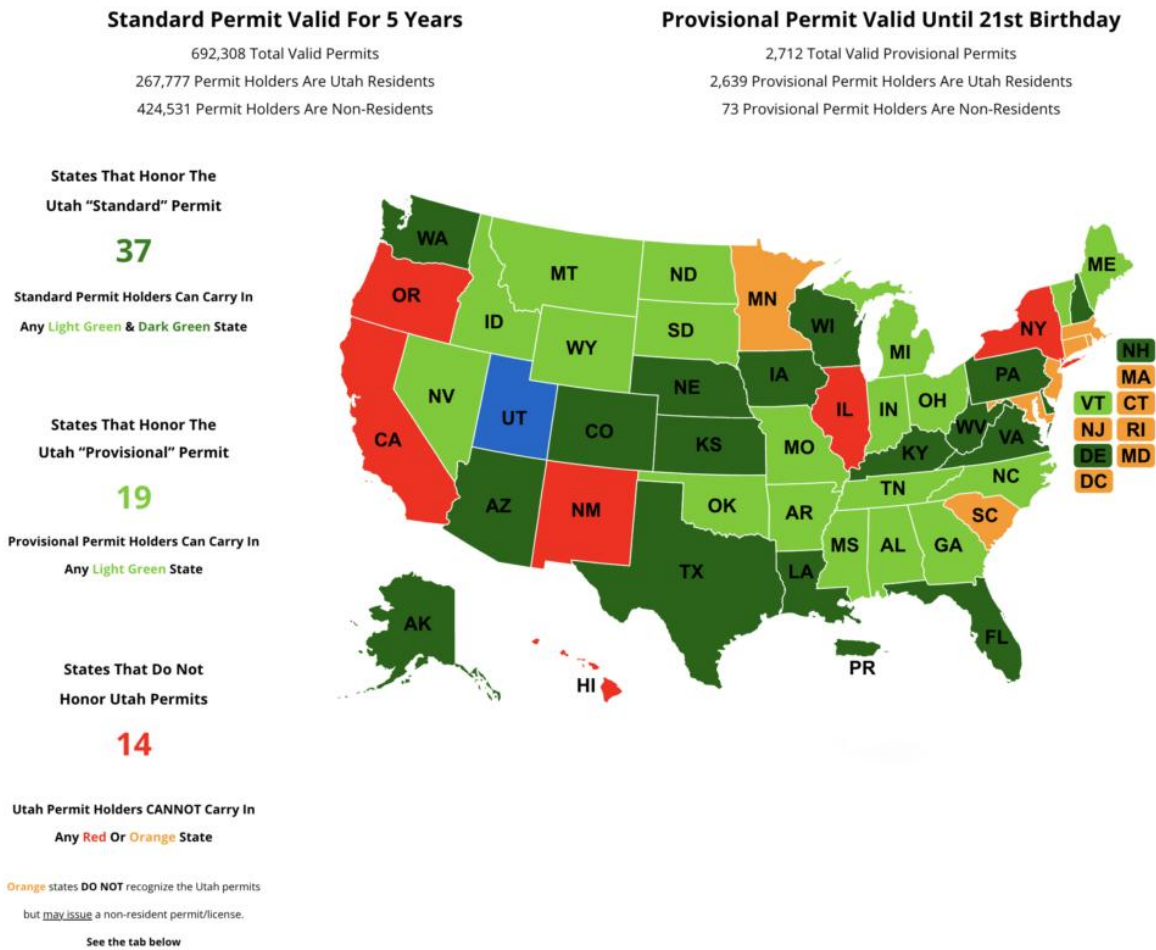 Standard Permit Valid For 5 Years
692,308 Total Valid Permits
267,777 Permit Holders Are Utah Residents
424,531 Permit Holders Are Non-Residents
Provisional Permit Valid Until 21st Birthday
2,712 Total Valid Provisional Permits
2,639 Provisional Permit Holders Are Utah Residents
73 Provisional Permit Holders Are Non-Residents
States That Honor The
Utah “Standard” Permit
37
Standard Permit Holders Can Carry In
Any Light Green & Dark Green State
States That Honor The
Utah “Provisional” Permit
19
Provisional Permit Holders Can Carry In
Any Light Green State
States That Do Not
Honor Utah Permits
14
Utah Permit Holders CANNOT Carry In
Any Red Or Orange State
Orange states DO NOT recognize the Utah permits
but may issue a non-resident permit/license.
See the tab below
WA
MT
ND
MN
ME
OR
ID
SD
WI
NY
WY
MI
NH
NV
NE
IA
PA
MA
UT
CO
IL
IN
OH
VT
CT
CA
KS
MO
WV
VA
NJ
RI
KY
DE
MD
AZ
NM
OK
AR
TN
NC
DC
SC
MS
AL
GA
TX
LA
AK
FL
PR
HI